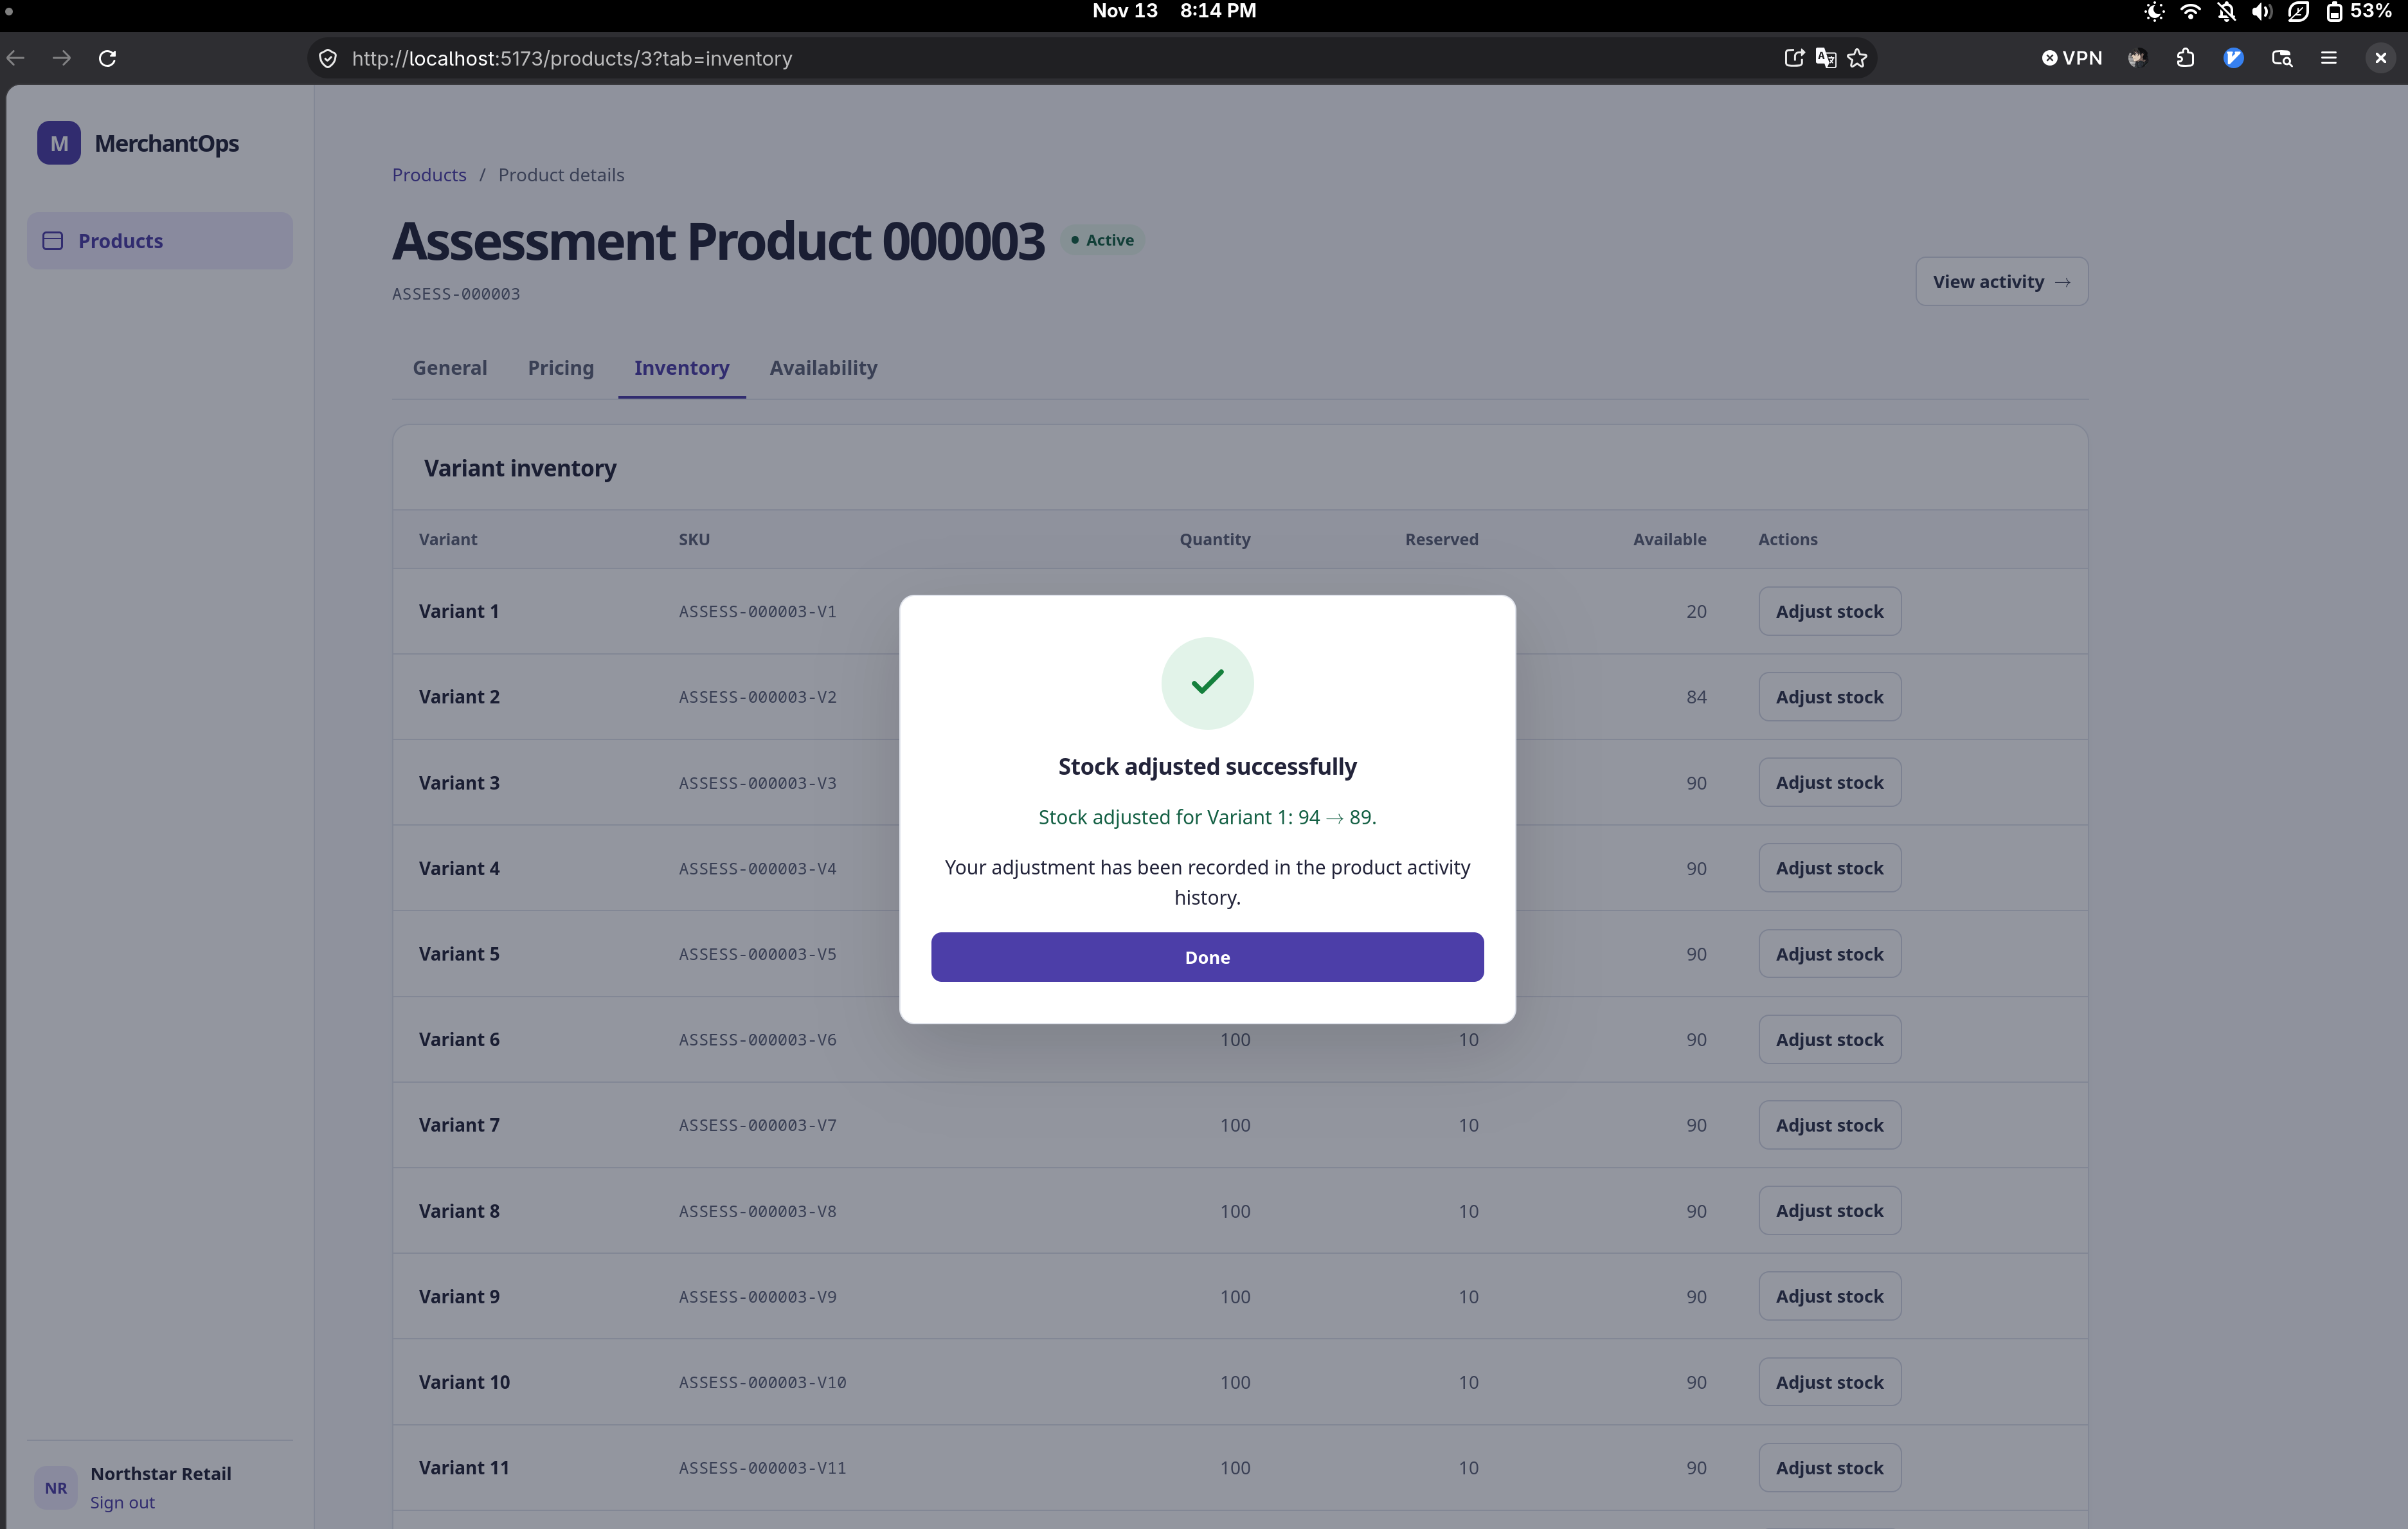 Nov 13 8:14 PM
53%
http://localhost:5173/products/3?tab=inventory
VPN
M MerchantOps
Products
Products / Product details
Assessment Product 000003 Active
ASSESS-000003
View activity →
General Pricing Inventory Availability
Variant inventory
Variant SKU Quantity Reserved Available Actions
Variant 1 ASSESS-000003-V1 20 Adjust stock
Variant 2 ASSESS-000003-V2 84 Adjust stock
Variant 3 ASSESS-000003-V3 90 Adjust stock
Variant 4 ASSESS-000003-V4 90 Adjust stock
Variant 5 ASSESS-000003-V5 90 Adjust stock
Variant 6 ASSESS-000003-V6 100 10 90 Adjust stock
Variant 7 ASSESS-000003-V7 100 10 90 Adjust stock
Variant 8 ASSESS-000003-V8 100 10 90 Adjust stock
Variant 9 ASSESS-000003-V9 100 10 90 Adjust stock
Variant 10 ASSESS-000003-V10 100 10 90 Adjust stock
Variant 11 ASSESS-000003-V11 100 10 90 Adjust stock
Stock adjusted successfully
Stock adjusted for Variant 1: 94 → 89.
Your adjustment has been recorded in the product activity
history.
Done
NR Northstar Retail
Sign out